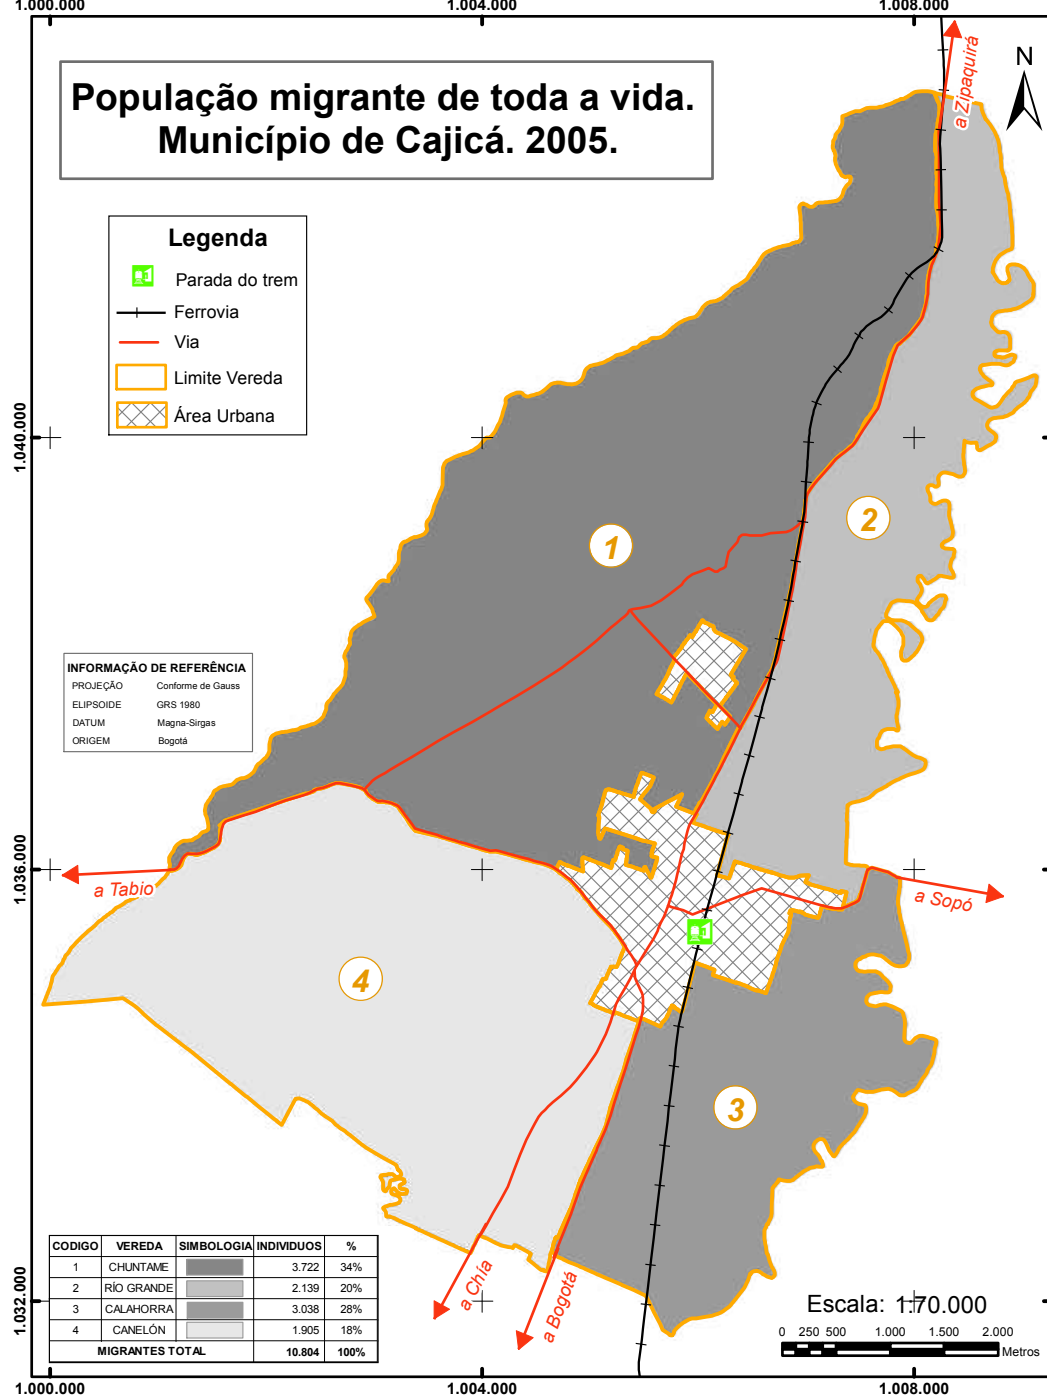 1.000.000 1.004.000 1.008.000
População migrante de toda a vida.
Município de Cajicá. 2005.
a Zipaquirá
N
Legenda
Parada do trem
Ferrovia
Via
Limite Vereda
Área Urbana
1.040.000
2
1
INFORMAÇÃO DE REFERÊNCIA
PROJEÇÃO Conforme de Gauss
ELIPSOIDE GRS 1980
DATUM Magna-Sirgas
ORIGEM Bogotá
1.036.000
a Tabio
a Sopó
4
3
CODIGO VEREDA SIMBOLOGIA INDIVIDUOS %
1 CHUNTAME 3.722 34%
2 RÍO GRANDE 2.139 20%
3 CALAHORRA 3.038 28%
4 CANELÓN 1.905 18%
MIGRANTES TOTAL 10.804 100%
1.032.000
a Chía
a Bogotá
Escala: 1:70.000
0 250 500 1.000 1.500 2.000
Metros
1.000.000 1.004.000 1.008.000